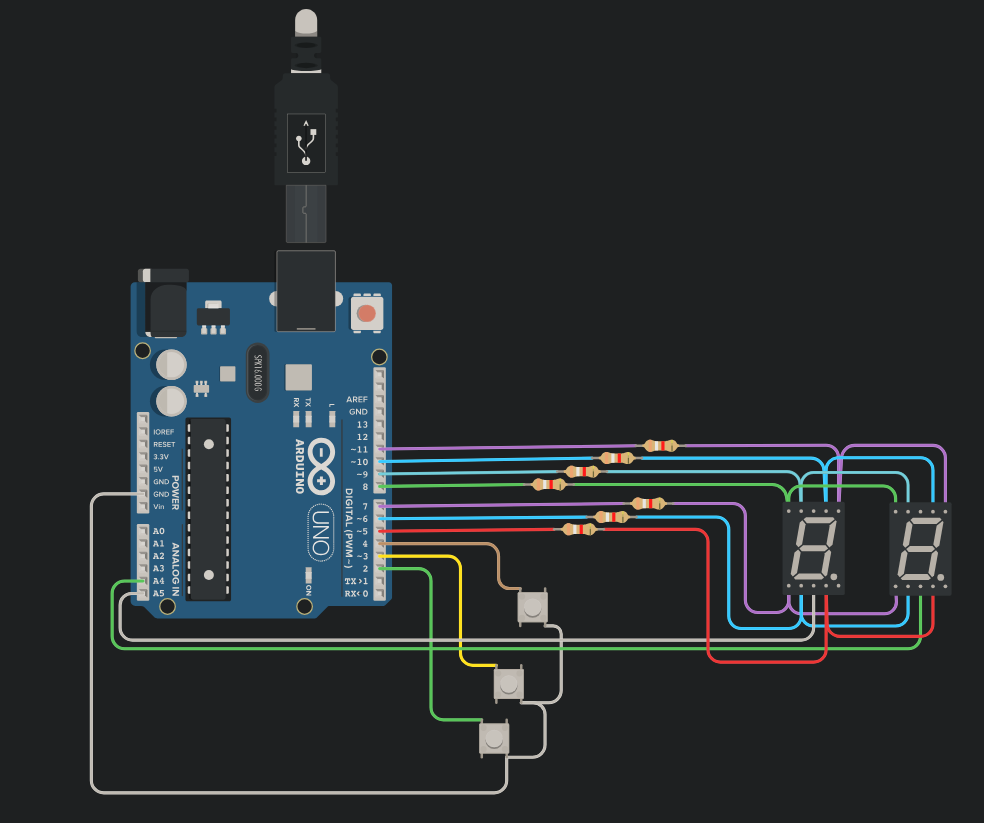 SPK16.000G
RX
TX
L
AREF
GND
13
12
~11
~10
~9
8
7
~6
~5
4
~3
2
TX›1
RX‹0
DIGITAL (PWM~)
ARDUINO
UNO
ON
IOREF
RESET
3.3V
5V
GND
GND
Vin
POWER
A0
A1
A2
A3
A4
A5
ANALOG IN